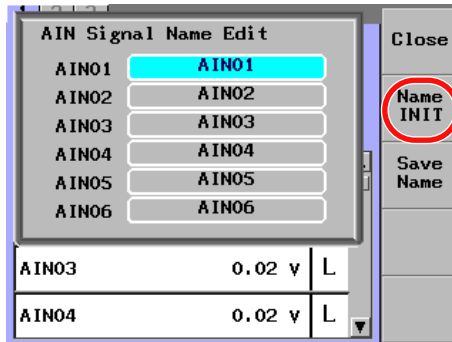 AIN Signal Name Edit
AIN01 AIN01
AIN02 AIN02
AIN03 AIN03
AIN04 AIN04
AIN05 AIN05
AIN06 AIN06
AIN03 0.02 V L
AIN04 0.02 V L
Close
Name
INIT
Save
Name